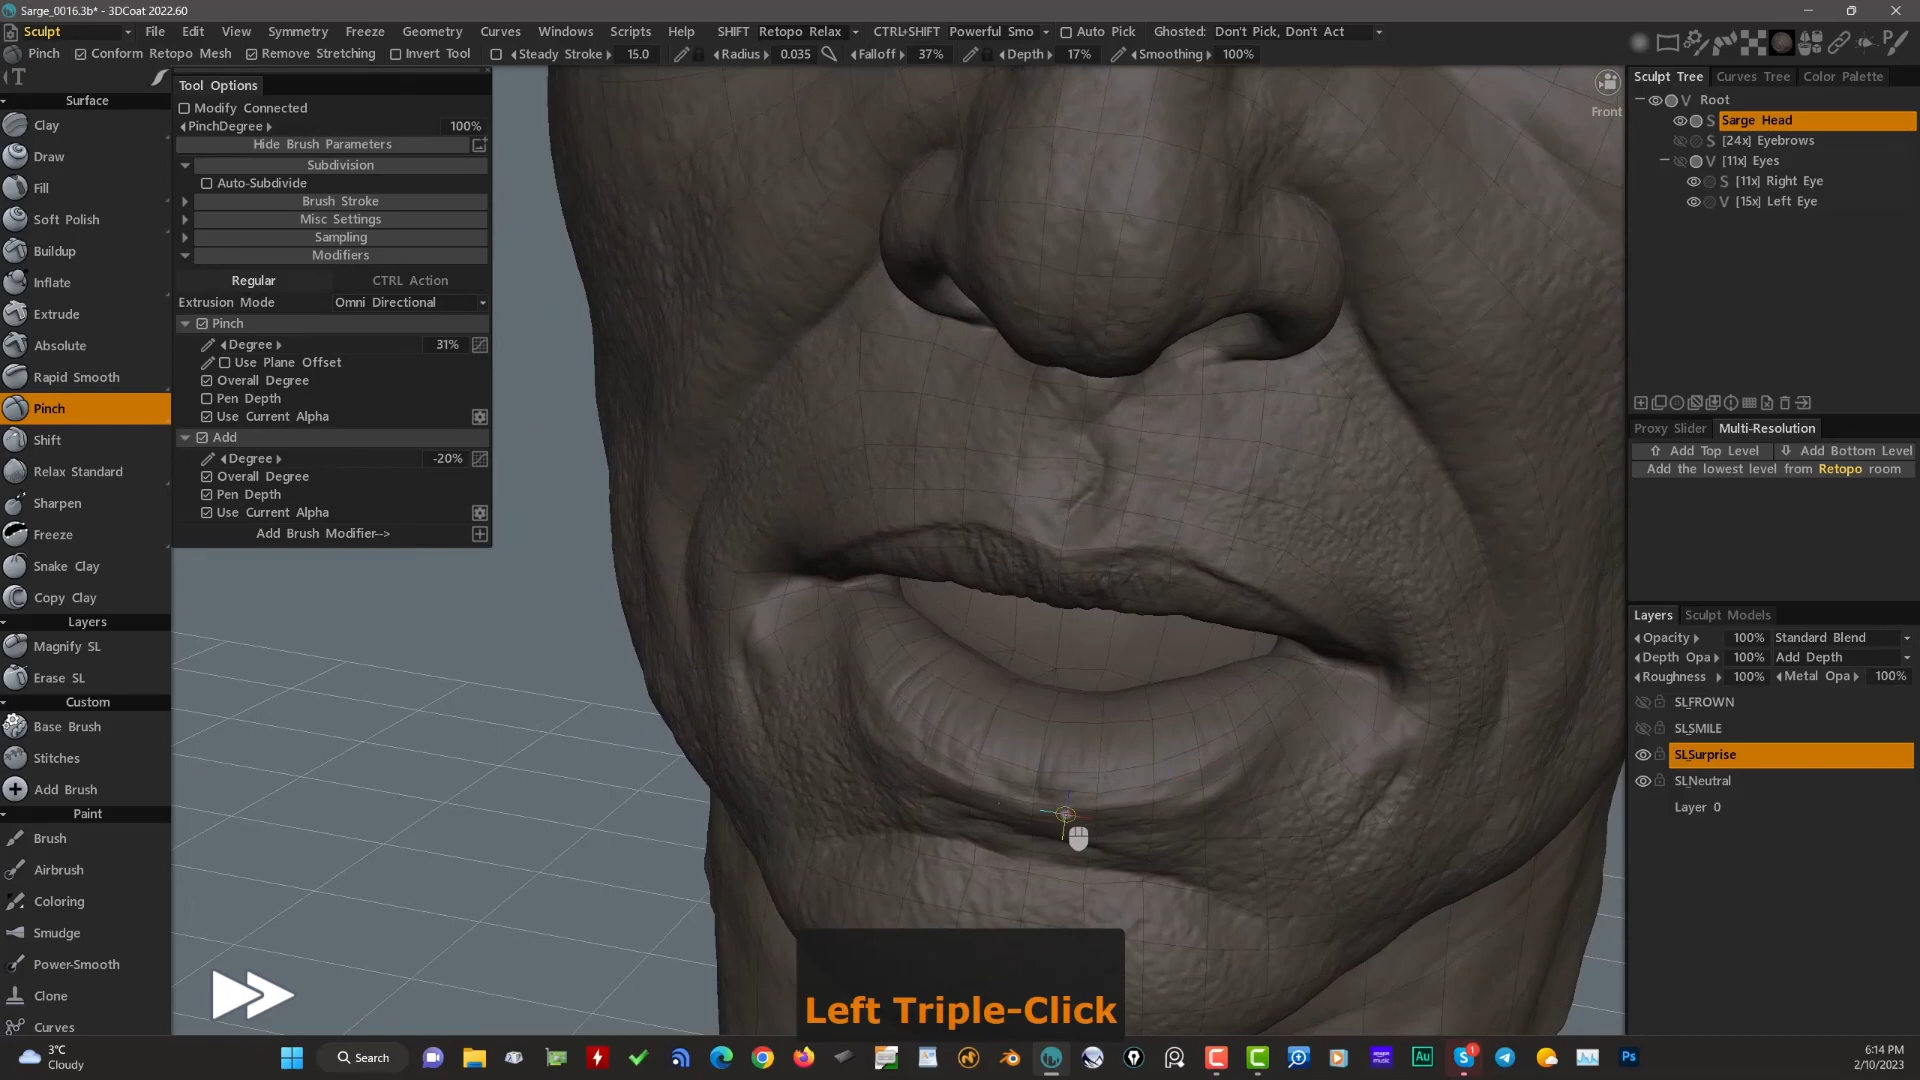 Sarge_0016.3b* - 3DCoat 2022.60
Sculpt File Edit View Symmetry Freeze Geometry Curves Windows Scripts Help SHIFT Retopo Relax CTRL+SHIFT Powerful Smo Auto Pick Ghosted: Don't Pick, Don't Act
Pinch Conform Retopo Mesh Remove Stretching Invert Tool Steady Stroke 15.0 Radius 0.035 Falloff 37% Depth 17% Smoothing 100%
T
Surface
Clay
Draw
Fill
Soft Polish
Buildup
Inflate
Extrude
Absolute
Rapid Smooth
Pinch
Shift
Relax Standard
Sharpen
Freeze
Snake Clay
Copy Clay
Layers
Magnify SL
Erase SL
Custom
Base Brush
Stitches
Add Brush
Paint
Brush
Airbrush
Coloring
Smudge
Power-Smooth
Clone
Curves
Tool Options
Modify Connected
PinchDegree 100%
Hide Brush Parameters
Subdivision
Auto-Subdivide
Brush Stroke
Misc Settings
Sampling
Modifiers
Regular CTRL Action
Extrusion Mode Omni Directional
Pinch
Degree 31%
Use Plane Offset
Overall Degree
Pen Depth
Use Current Alpha
Add
Degree -20%
Overall Degree
Pen Depth
Use Current Alpha
Add Brush Modifier-->
Front
Left Triple-Click
Sculpt Tree Curves Tree Color Palette
V Root
S Sarge Head
S [24x] Eyebrows
V [11x] Eyes
S [11x] Right Eye
V [15x] Left Eye
Proxy Slider Multi-Resolution
Add Top Level Add Bottom Level
Add the lowest level from Retopo room
Layers Sculpt Models
Opacity 100% Standard Blend
Depth Opa 100% Add Depth
Roughness 100% Metal Opa 100%
SL_FROWN
SL_SMILE
SL_Surprise
SL_Neutral
Layer 0
3°C
Cloudy
Search
Au
1
Ps
6:14 PM
2/10/2023